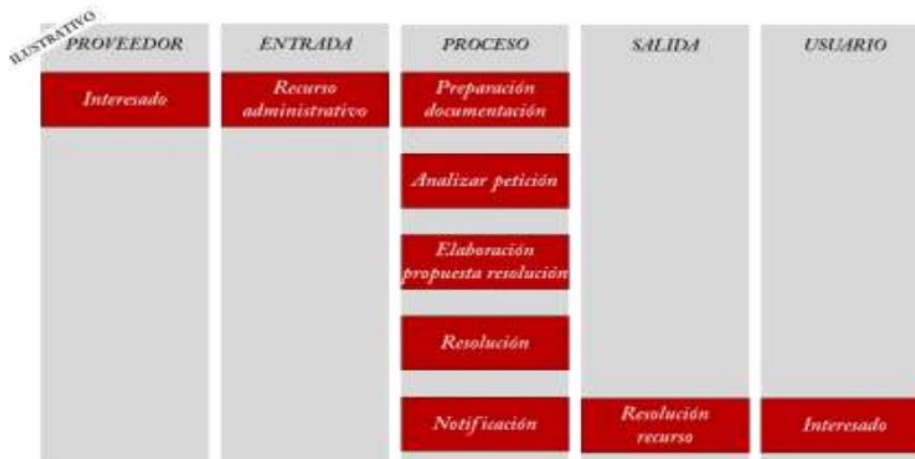 ILUSTRATIVO
PROVEEDOR
ENTRADA
PROCESO
SALIDA
USUARIO
Interesado
Recurso
administrativo
Preparación
documentación
Analizar petición
Elaboración
propuesta resolución
Resolución
Notificación
Resolución
recurso
Interesado